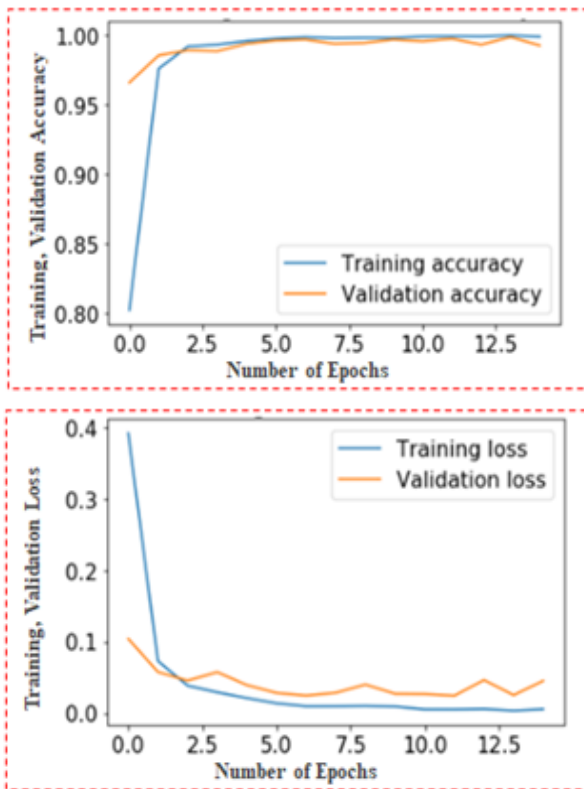 Training, Validation Accuracy
1.00
0.95
0.90
0.85
0.80
Training accuracy
Validation accuracy
0.0 2.5 5.0 7.5 10.0 12.5
Number of Epochs
Training, Validation Loss
0.4
0.3
0.2
0.1
0.0
Training loss
Validation loss
0.0 2.5 5.0 7.5 10.0 12.5
Number of Epochs